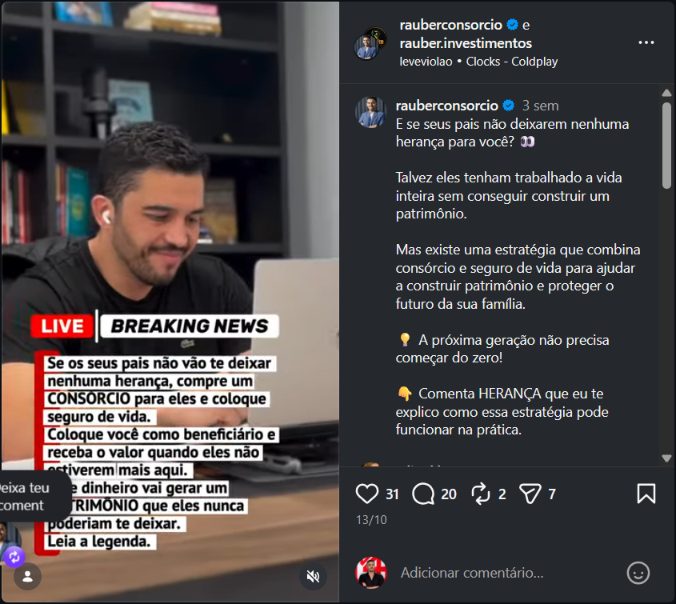 LIVE
BREAKING NEWS
Se os seus pais não vão te deixar
nenhuma herança, compre um
CONSÓRCIO para eles e coloque
seguro de vida.
Coloque você como beneficiário e
receba o valor quando eles não
estiverem mais aqui.
dinheiro vai gerar um
poderiam te deixar.
que eles nunca
Leia a legenda.
Deixa teu
coment
rauberconsorcio e
rauber.investimentos
leveviolao • Clocks - Coldplay
rauberconsorcio 3 sem
E se seus pais não deixarem nenhuma
herança para você? 👀
Talvez eles tenham trabalhado a vida
inteira sem conseguir construir um
patrimônio.
Mas existe uma estratégia que combina
consórcio e seguro de vida para ajudar
a construir patrimônio e proteger o
futuro da sua família.
💡 A próxima geração não precisa
começar do zero!
👇 Comenta HERANÇA que eu te
explico como essa estratégia pode
funcionar na prática.
31 20 2 7
13/10
Adicionar comentário...